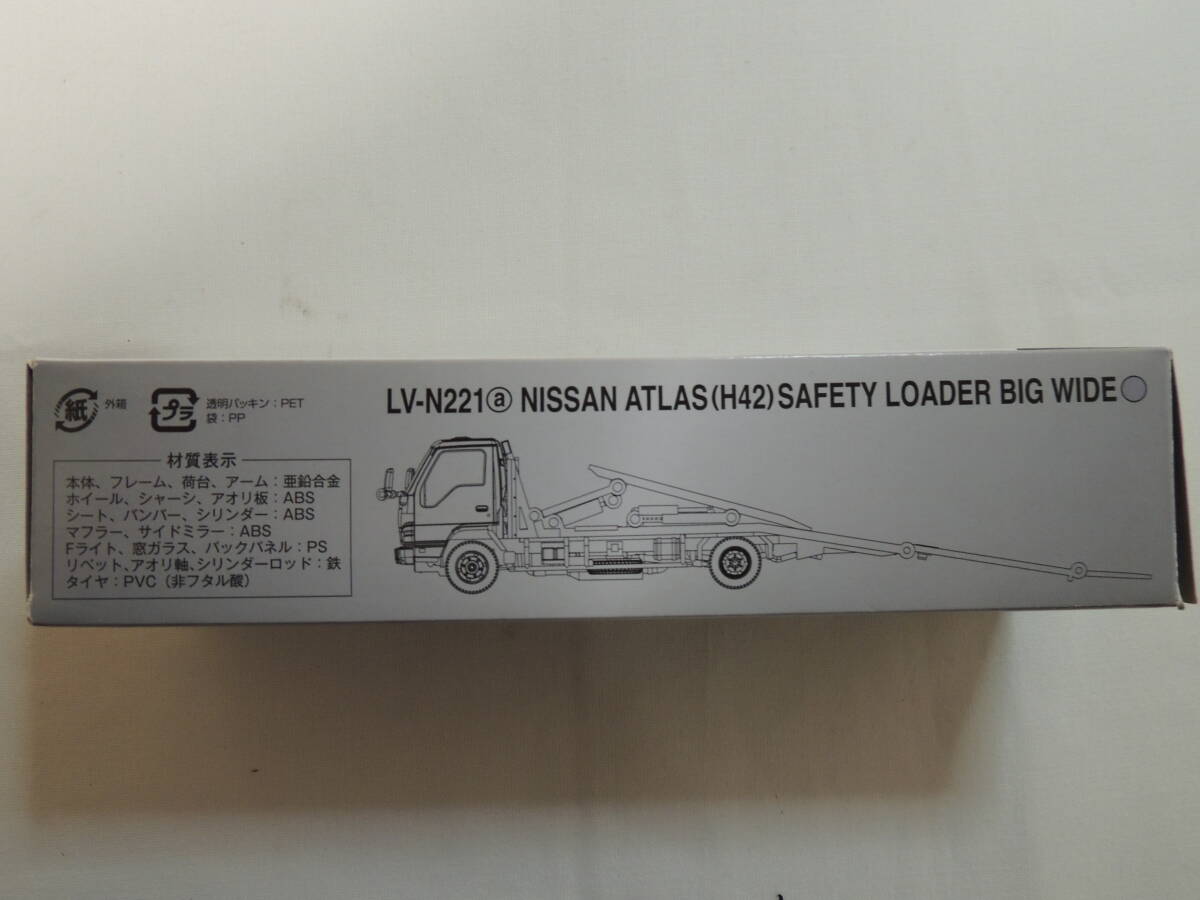 紙 外箱
プラ 透明パッキン：PET
袋：PP
LV-N221ⓐ NISSAN ATLAS(H42)SAFETY LOADER BIG WIDE
材質表示
本体、フレーム、荷台、アーム：亜鉛合金
ホイール、シャーシ、アオリ板：ABS
シート、バンパー、シリンダー：ABS
マフラー、サイドミラー：ABS
Fライト、窓ガラス、バックパネル：PS
リベット、アオリ軸、シリンダーロッド：鉄
タイヤ：PVC（非フタル酸）